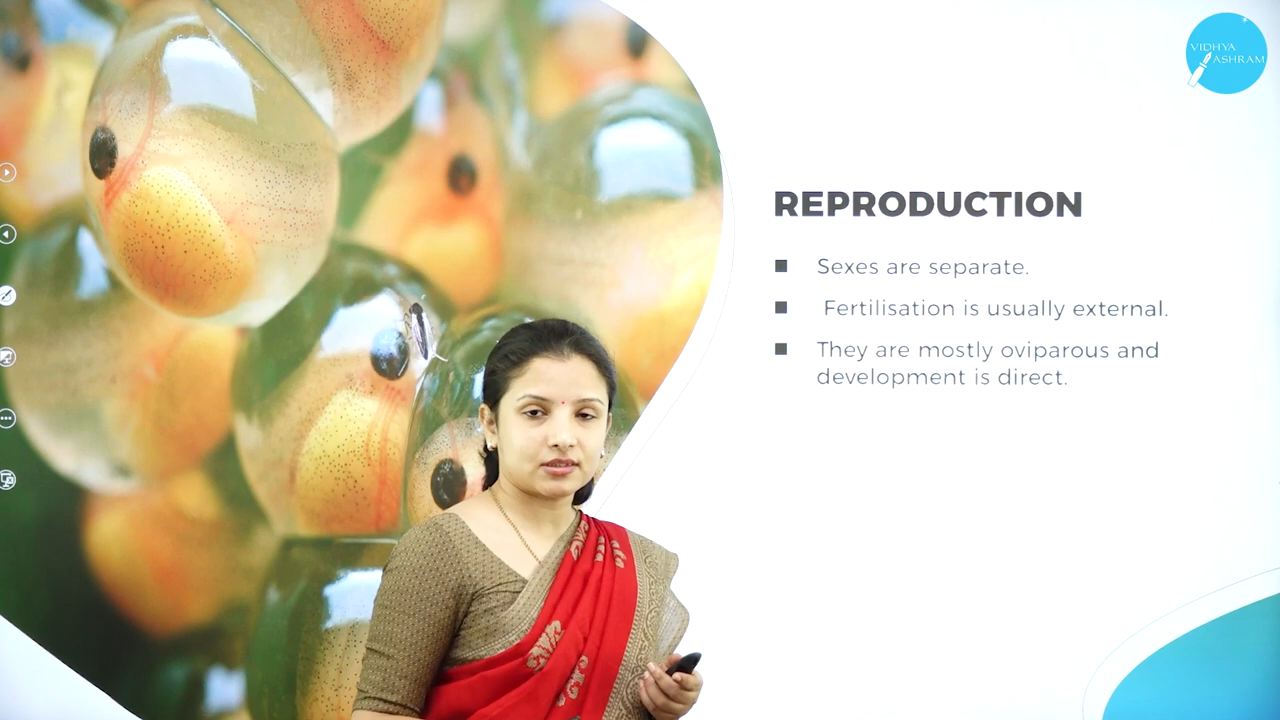 VIDHYA
ASHRAM
REPRODUCTION
Sexes are separate.
Fertilisation is usually external.
They are mostly oviparous and
development is direct.